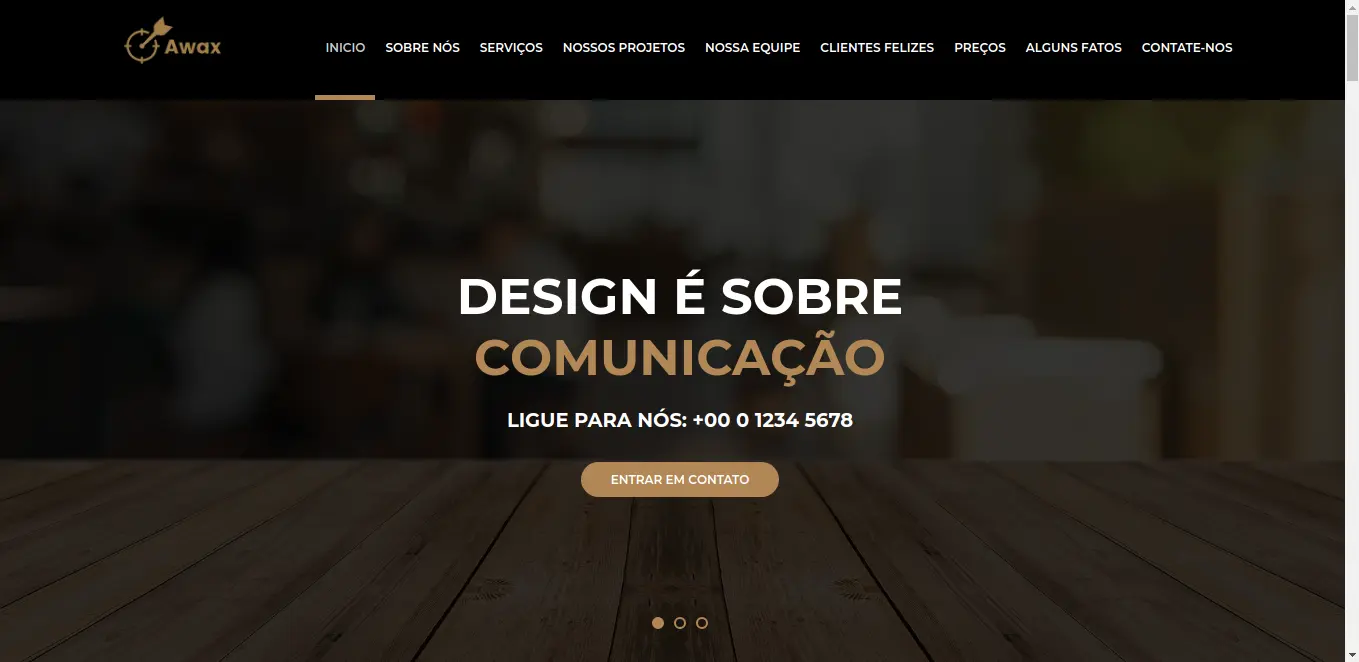 Awax
INICIO
SOBRE NÓS
SERVIÇOS
NOSSOS PROJETOS
NOSSA EQUIPE
CLIENTES FELIZES
PREÇOS
ALGUNS FATOS
CONTATE-NOS
DESIGN É SOBRE
COMUNICAÇÃO
LIGUE PARA NÓS: +00 0 1234 5678
ENTRAR EM CONTATO